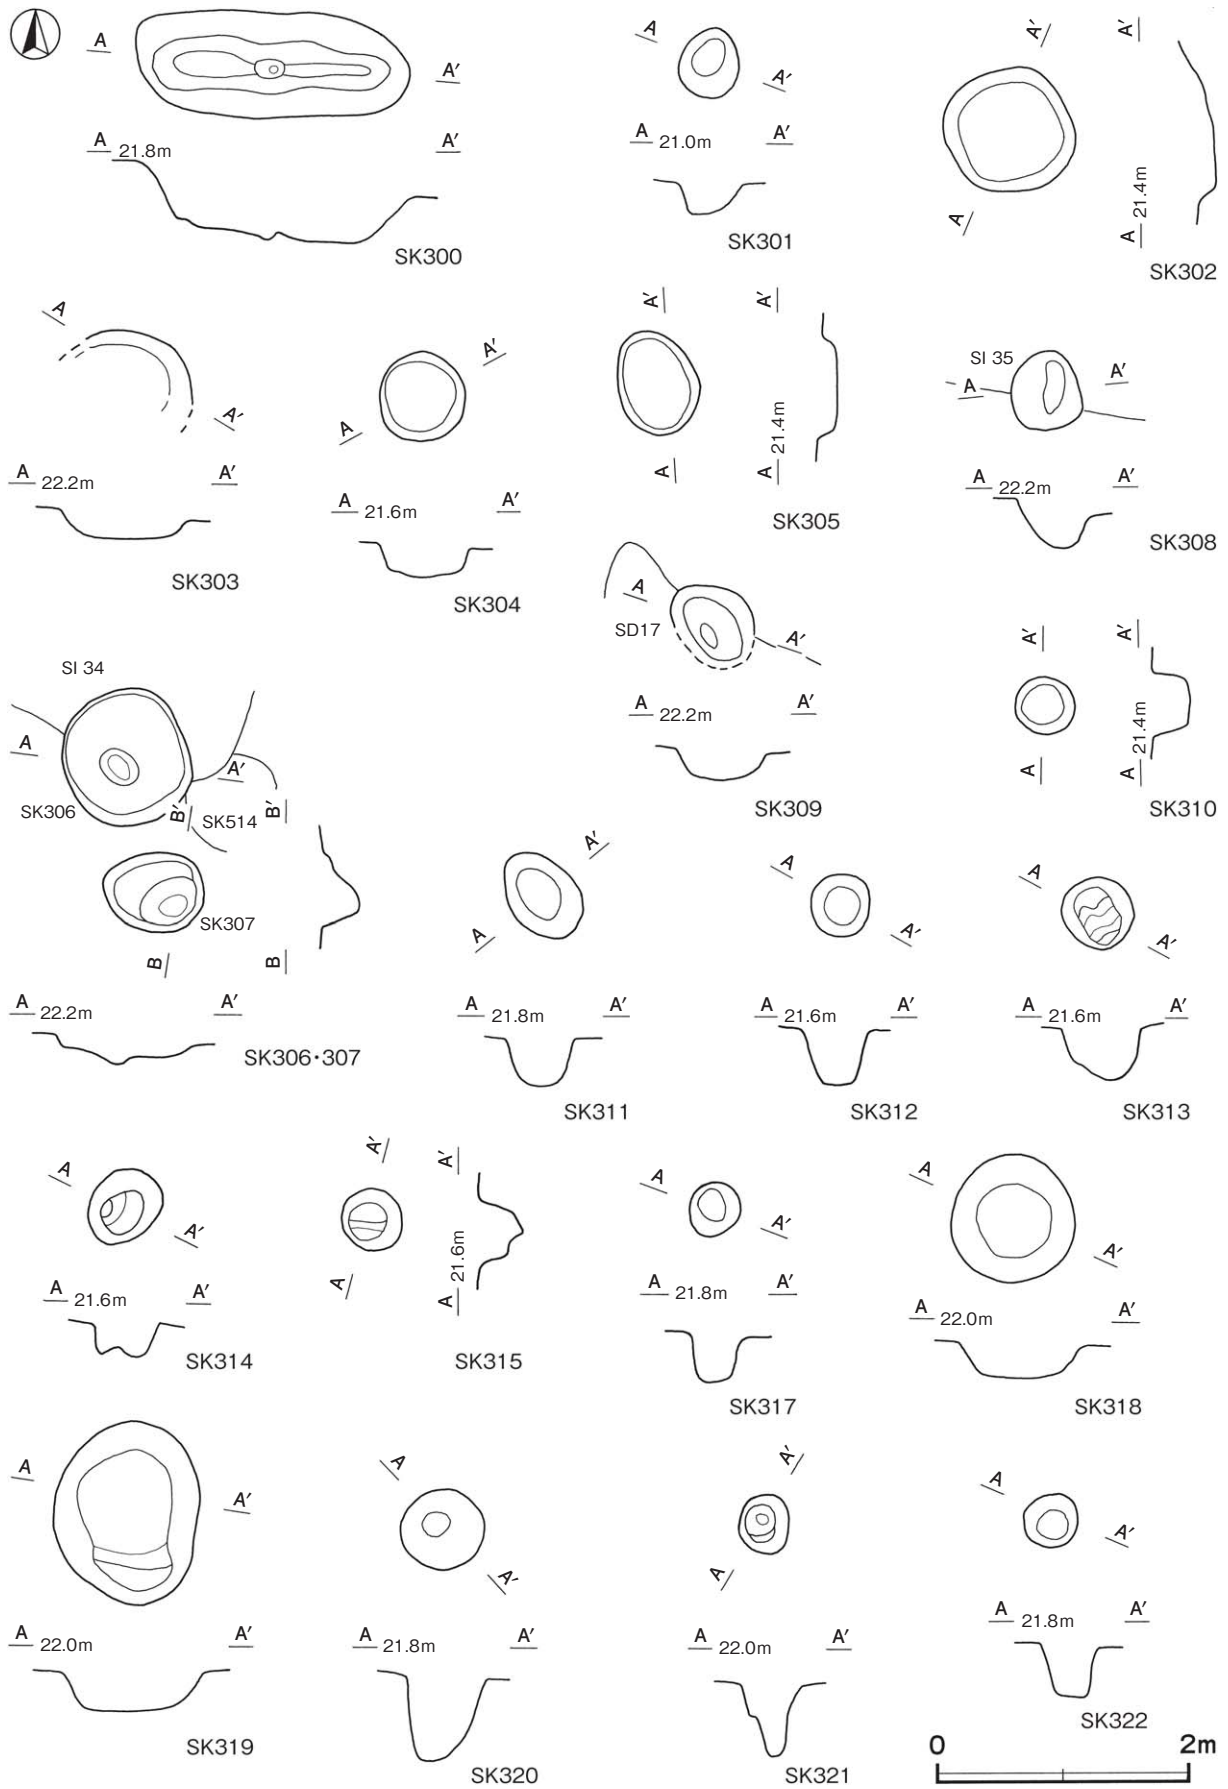 A
A′
A 21.8m
A′
SK300
A
A′
A 21.0m
A′
SK301
A′
A
A′
A 21.4m
SK302
A
A′
A 22.2m
A′
SK303
A′
A
A 21.6m
A′
SK304
A′
A
A′
A 21.4m
SK305
SI 35
A
A′
A 22.2m
A′
SK308
A
SD17
A′
A 22.2m
A′
SK309
A′
A
A′
A 21.4m
SK310
SI 34
A
A′
SK306
B′
SK514
B′
SK307
B
B
A 22.2m
A′
SK306・307
A′
A
A 21.8m
A′
SK311
A
A′
A 21.6m
A′
SK312
A
A′
A 21.6m
A′
SK313
A
A′
A 21.6m
A′
SK314
A′
A
A′
A 21.6m
SK315
A
A′
A 21.8m
A′
SK317
A
A′
A 22.0m
A′
SK318
A
A′
A 22.0m
A′
SK319
A
A′
A 21.8m
A′
SK320
A′
A
A 22.0m
A′
SK321
A
A′
A 21.8m
A′
SK322
0 2m